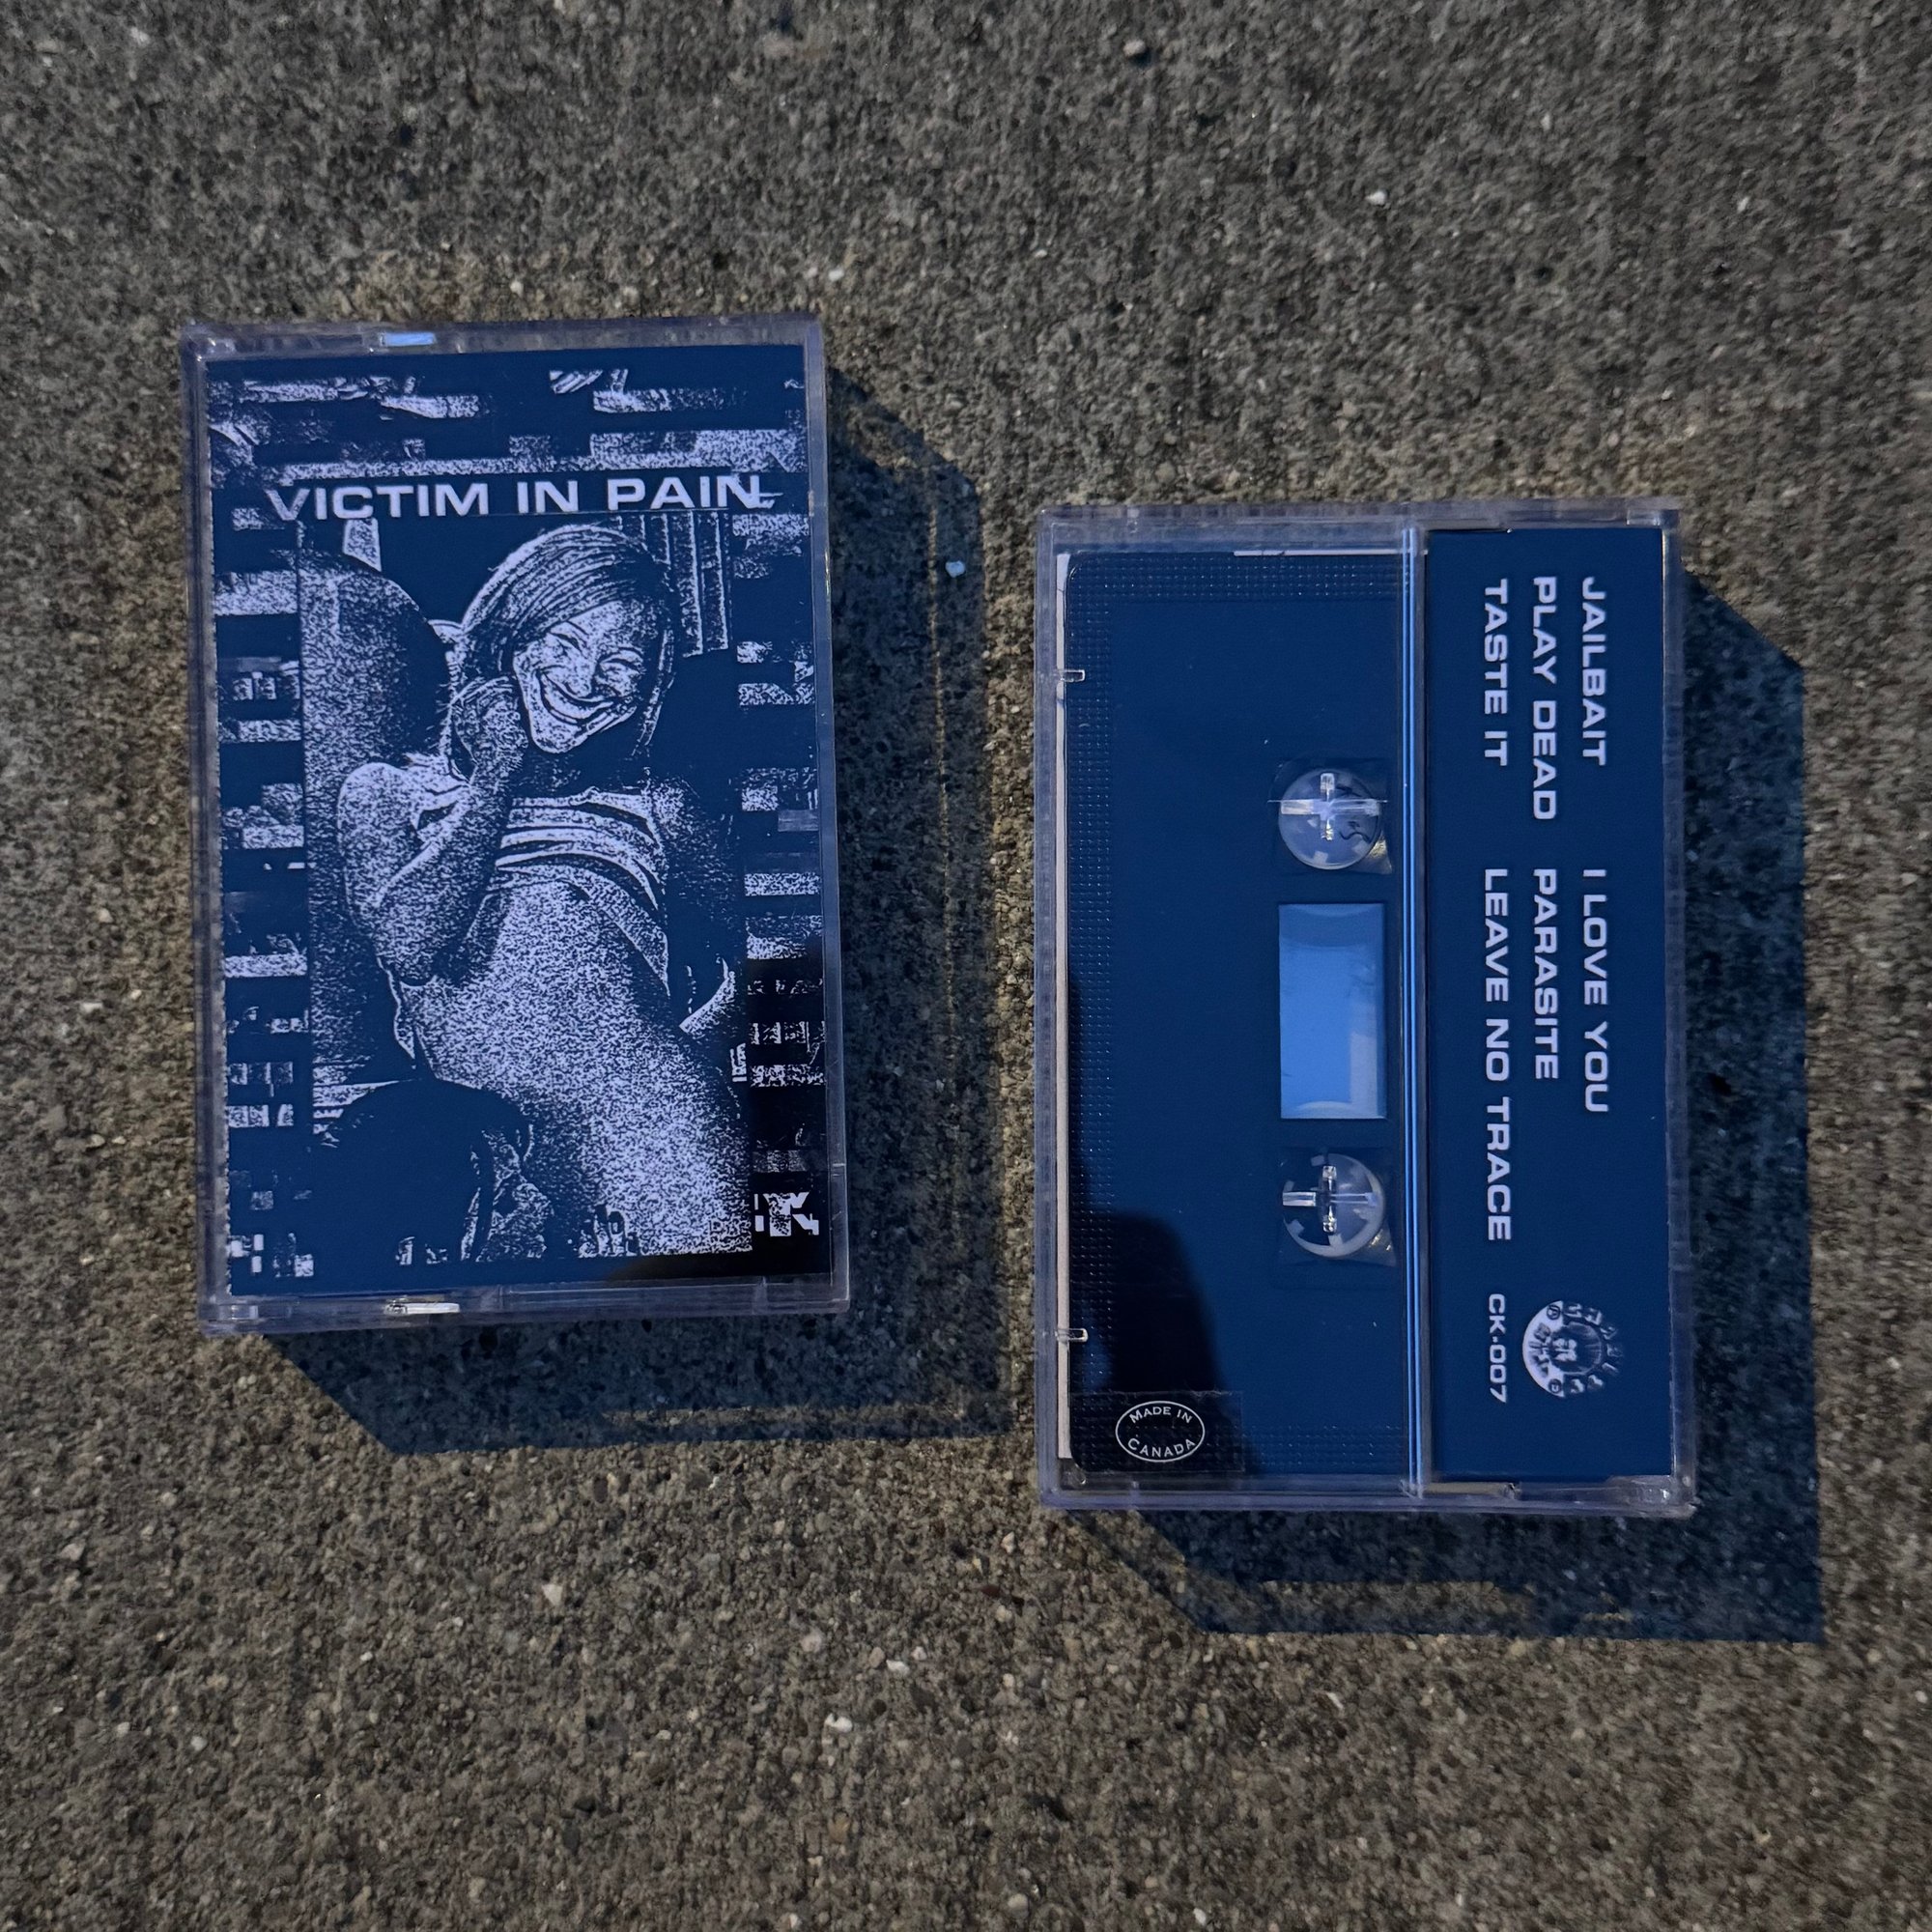 VICTIM IN PAIN
JAILBAIT
PLAY DEAD
TASTE IT
I LOVE YOU
PARASITE
LEAVE NO TRACE
CK-007
MADE IN
CANADA